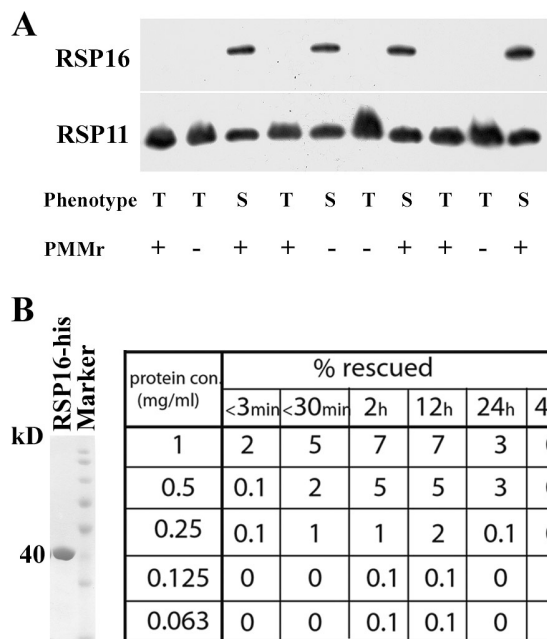 A
RSP16
RSP11
Phenotype T T S T S T S T T S
PMMr + - + + - - + + - +
B
RSP16-his
Marker
kD
40
protein con. (mg/ml) % rescued
<3min <30min 2h 12h 24h
1 2 5 7 7 3
0.5 0.1 2 5 5 3
0.25 0.1 1 1 2 0.1
0.125 0 0 0.1 0.1 0
0.063 0 0 0.1 0.1 0